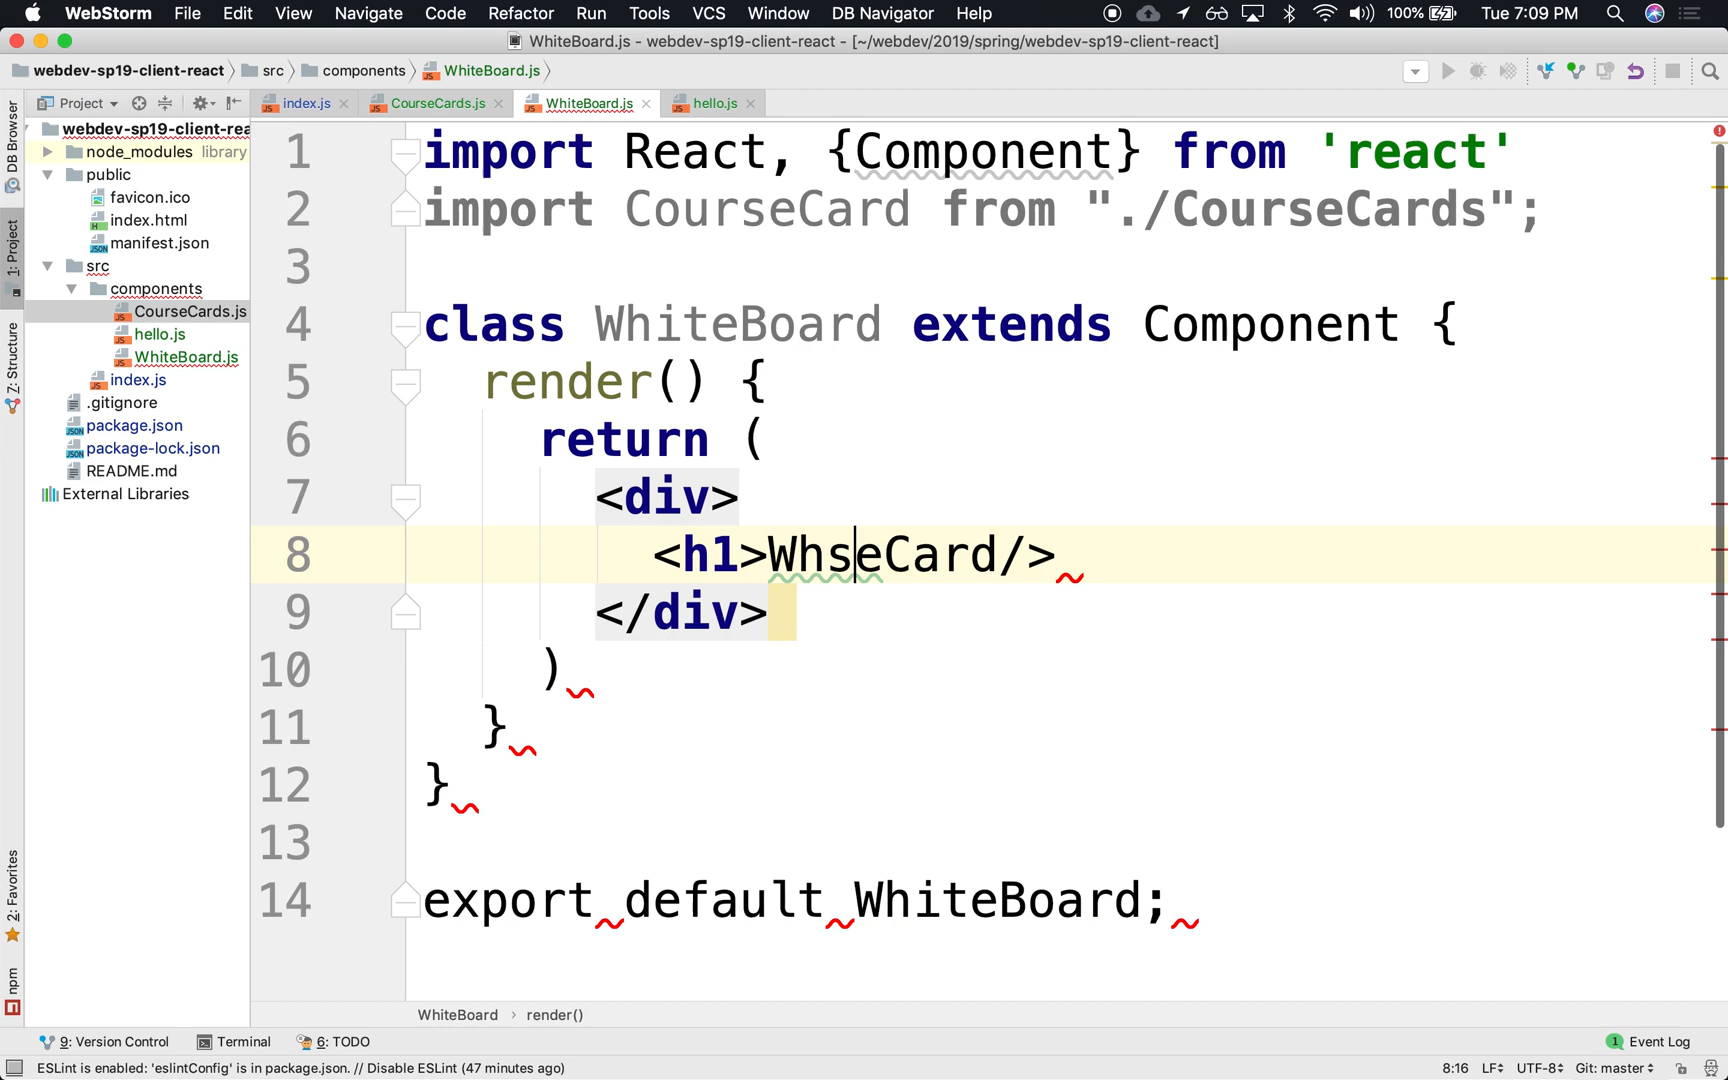 WebStorm File Edit View Navigate Code Refactor Run Tools VCS Window DB Navigator Help 100% Tue 7:09 PM
WhiteBoard.js - webdev-sp19-client-react - [~/webdev/2019/spring/webdev-sp19-client-react]
webdev-sp19-client-react src components WhiteBoard.js
Project index.js CourseCards.js WhiteBoard.js hello.js
DB Browser
1: Project
7: Structure
2: Favorites
npm
webdev-sp19-client-rea
node_modules library
public
favicon.ico
index.html
manifest.json
src
components
CourseCards.js
hello.js
WhiteBoard.js
index.js
.gitignore
package.json
package-lock.json
README.md
External Libraries
1 import React, {Component} from 'react'
2 import CourseCard from "./CourseCards";
3
4 class WhiteBoard extends Component {
5 render() {
6 return (
7 <div>
8 <h1>WhseCard/>
9 </div>
10 )
11 }
12 }
13
14 export default WhiteBoard;
WhiteBoard › render()
9: Version Control Terminal 6: TODO 1 Event Log
ESLint is enabled: 'eslintConfig' is in package.json. // Disable ESLint (47 minutes ago) 8:16 LF UTF-8 Git: master